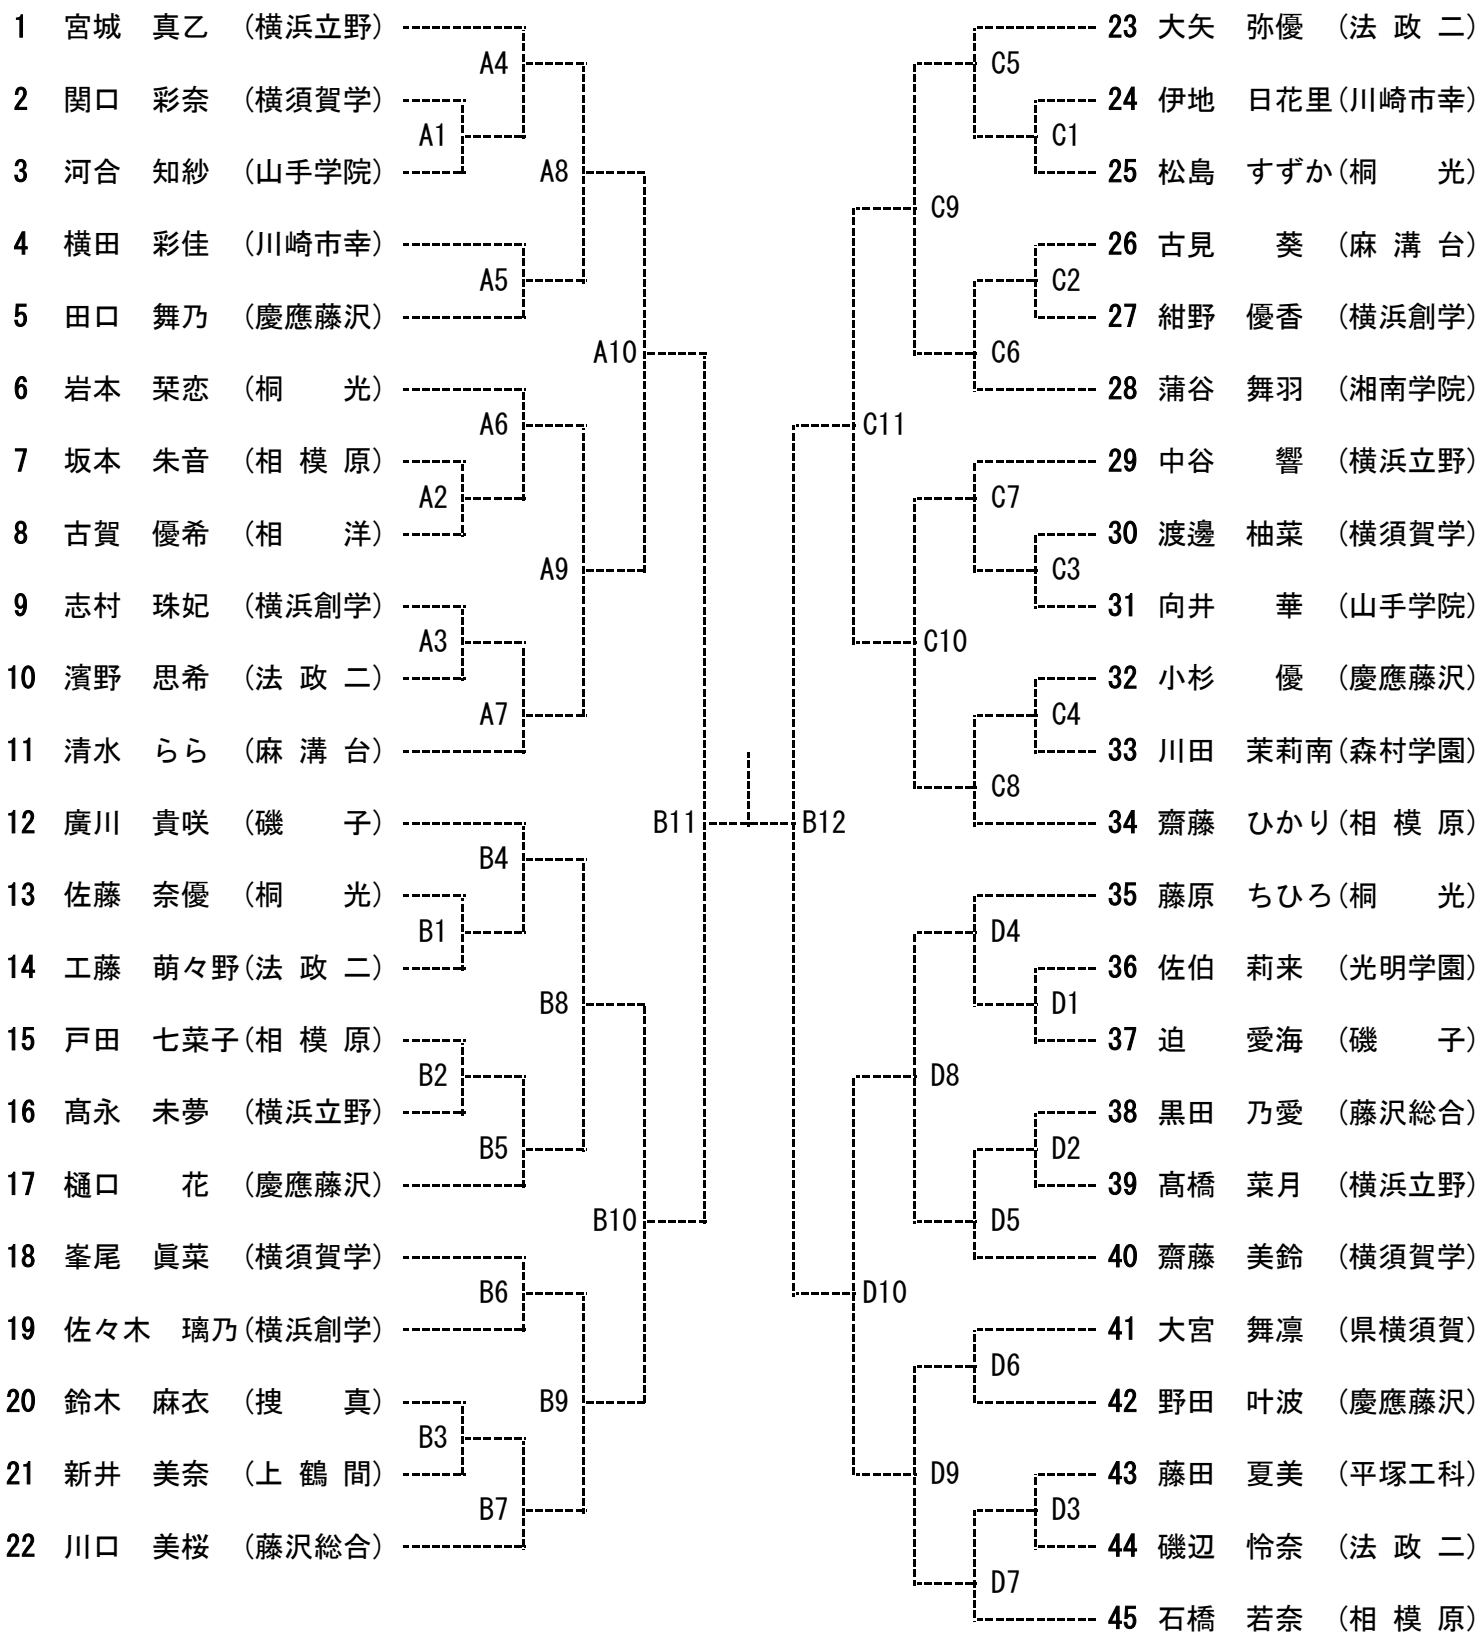 1 宮城 真乙 (横浜立野)
A4
2 関口 彩奈 (横須賀学)
A1
3 河合 知紗 (山手学院)
A8
4 横田 彩佳 (川崎市幸)
A5
5 田口 舞乃 (慶應藤沢)
A10
6 岩本 栞恋 (桐 光)
A6
7 坂本 朱音 (相 模 原)
A2
8 古賀 優希 (相 洋)
A9
9 志村 珠妃 (横浜創学)
A3
10 濱野 思希 (法 政 二)
A7
11 清水 らら (麻 溝 台)
12 廣川 貴咲 (磯 子)
B11
B4
13 佐藤 奈優 (桐 光)
B1
14 工藤 萌々野(法 政 二)
B8
15 戸田 七菜子(相 模 原)
B2
16 髙永 未夢 (横浜立野)
B5
17 樋口 花 (慶應藤沢)
B10
18 峯尾 眞菜 (横須賀学)
B6
19 佐々木 璃乃(横浜創学)
20 鈴木 麻衣 (捜 真)
B9
B3
21 新井 美奈 (上 鶴 間)
B7
22 川口 美桜 (藤沢総合)
23 大矢 弥優 (法 政 二)
C5
24 伊地 日花里(川崎市幸)
C1
25 松島 すずか(桐 光)
C9
26 古見 葵 (麻 溝 台)
C2
27 紺野 優香 (横浜創学)
C6
28 蒲谷 舞羽 (湘南学院)
C11
29 中谷 響 (横浜立野)
C7
30 渡邊 柚菜 (横須賀学)
C3
31 向井 華 (山手学院)
C10
32 小杉 優 (慶應藤沢)
C4
33 川田 茉莉南(森村学園)
C8
34 齋藤 ひかり(相 模 原)
B12
35 藤原 ちひろ(桐 光)
D4
36 佐伯 莉来 (光明学園)
D1
37 迫 愛海 (磯 子)
D8
38 黒田 乃愛 (藤沢総合)
D2
39 髙橋 菜月 (横浜立野)
D5
40 齋藤 美鈴 (横須賀学)
D10
41 大宮 舞凛 (県横須賀)
D6
42 野田 叶波 (慶應藤沢)
D9
43 藤田 夏美 (平塚工科)
D3
44 磯辺 怜奈 (法 政 二)
D7
45 石橋 若奈 (相 模 原)